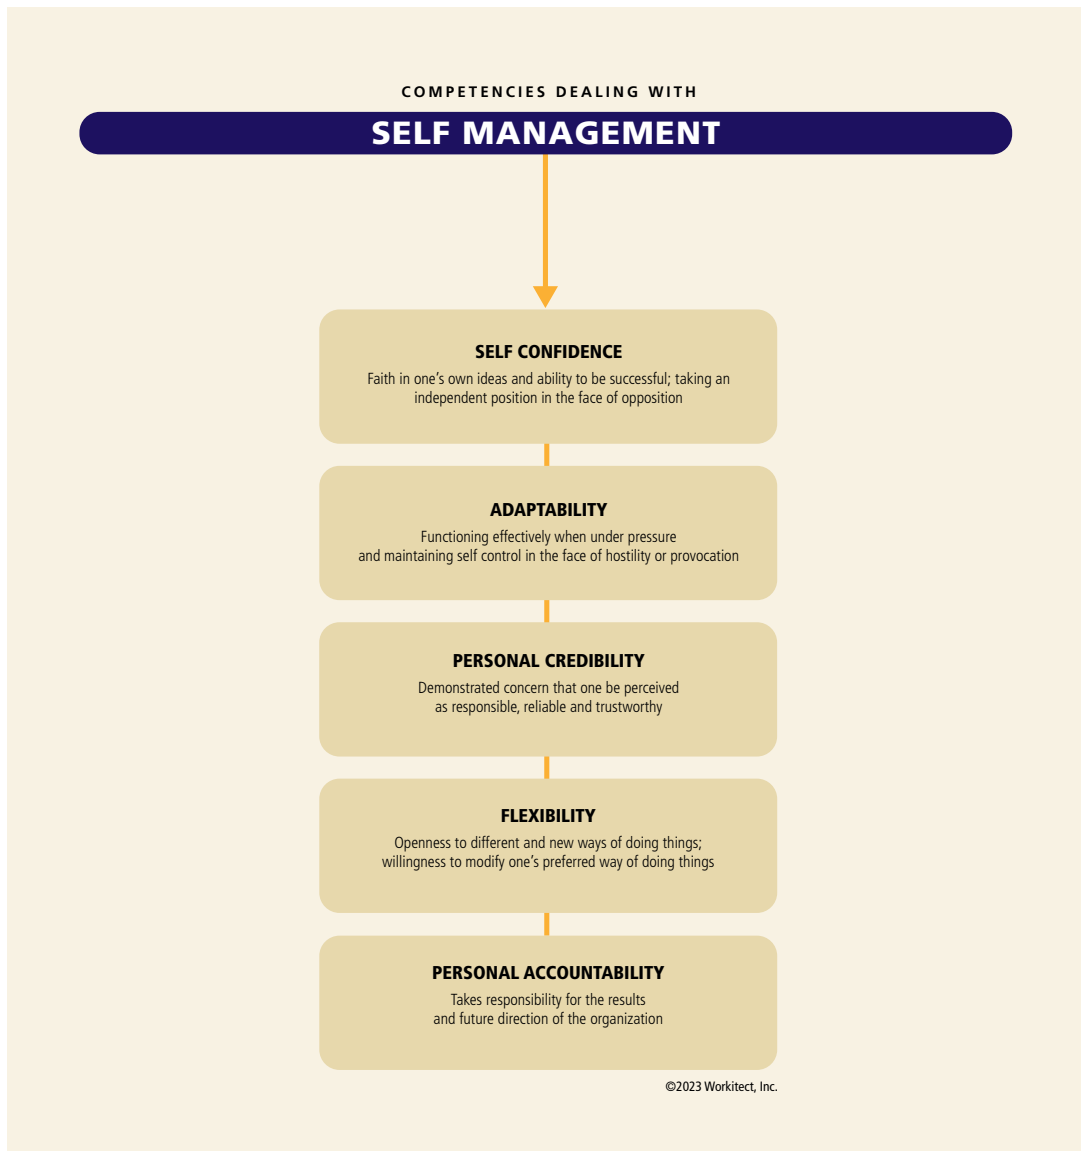 COMPETENCIES DEALING WITH
SELF MANAGEMENT
SELF CONFIDENCE
Faith in one’s own ideas and ability to be successful; taking an
independent position in the face of opposition
ADAPTABILITY
Functioning effectively when under pressure
and maintaining self control in the face of hostility or provocation
PERSONAL CREDIBILITY
Demonstrated concern that one be perceived
as responsible, reliable and trustworthy
FLEXIBILITY
Openness to different and new ways of doing things;
willingness to modify one’s preferred way of doing things
PERSONAL ACCOUNTABILITY
Takes responsibility for the results
and future direction of the organization
©2023 Workitect, Inc.